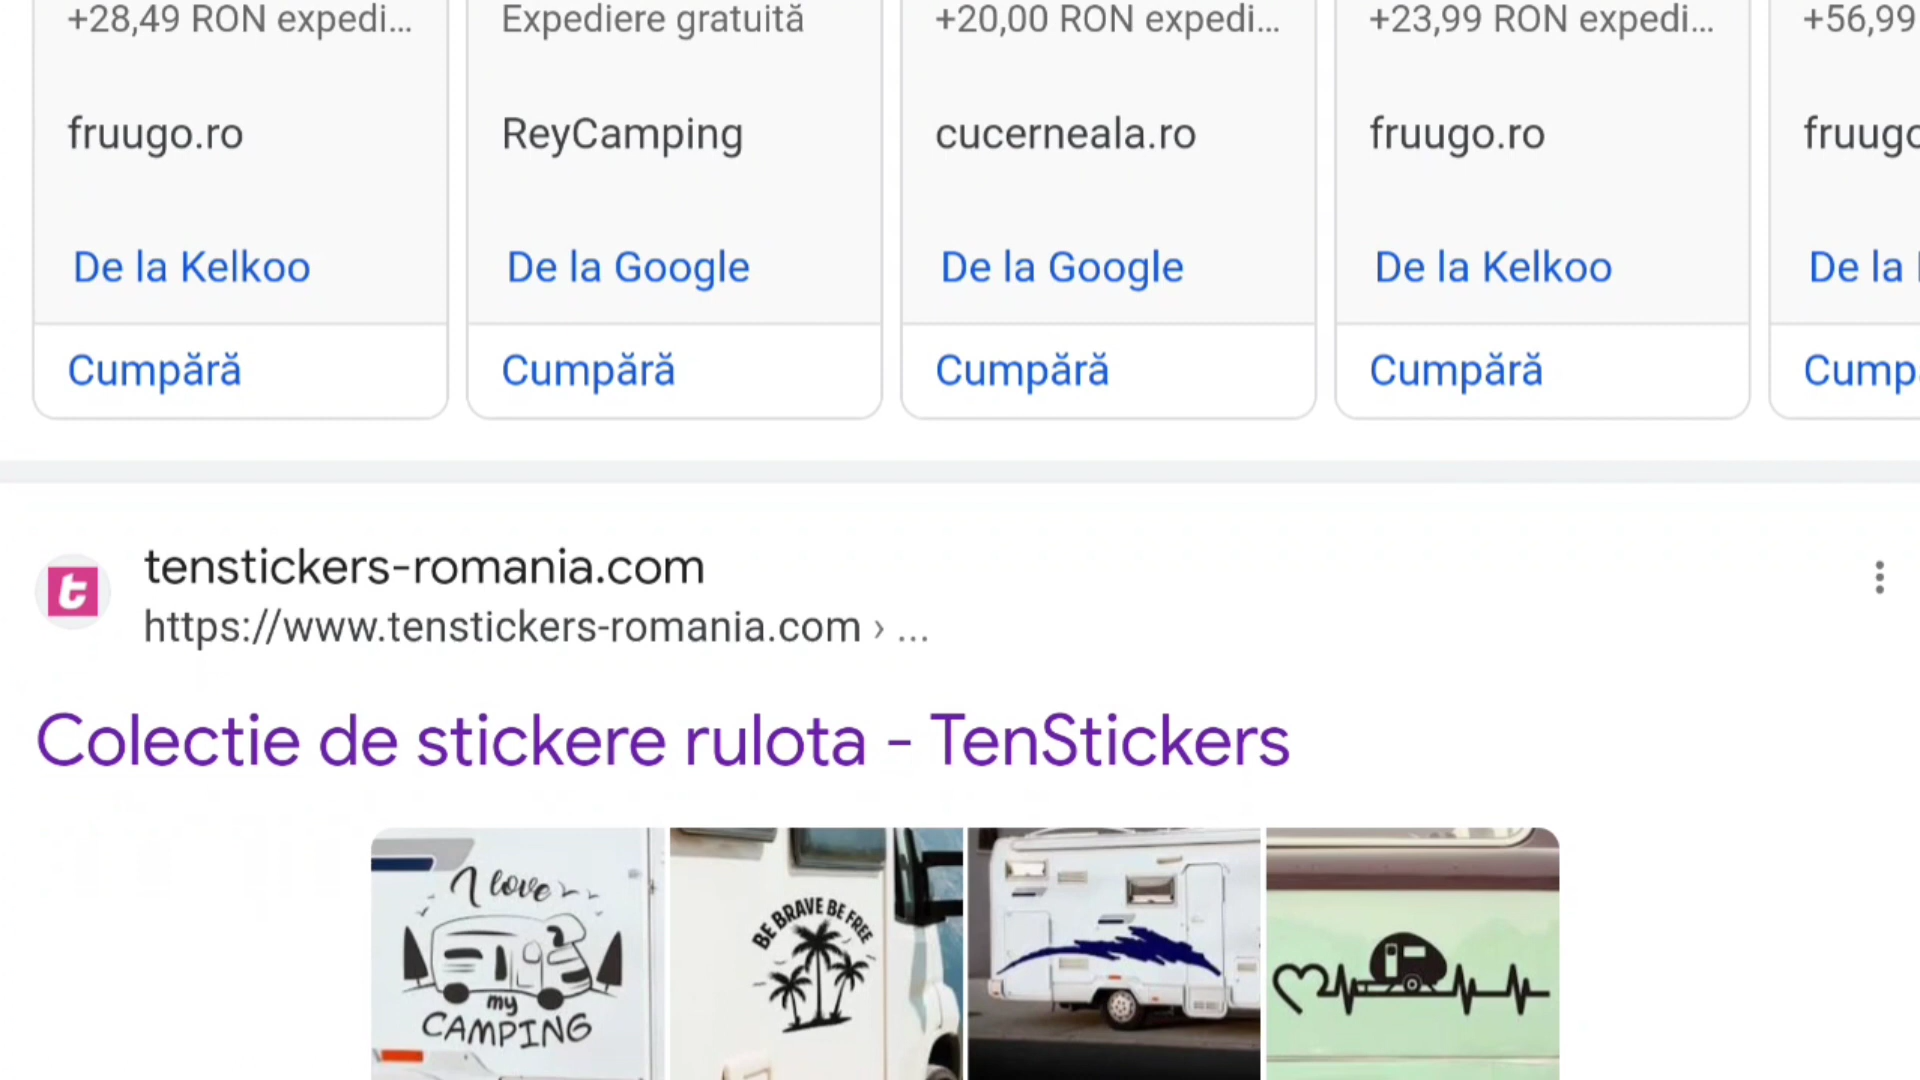 +28,49 RON expedi...
Expediere gratuită
+20,00 RON expedi...
+23,99 RON expedi...
+56,99
fruugo.ro
ReyCamping
cucerneala.ro
fruugo.ro
De la Kelkoo
De la Google
De la Google
De la Kelkoo
De la
Cumpără
Cumpără
Cumpără
Cumpără
tenstickers-romania.com
https://www.tenstickers-romania.com › ...
Colectie de stickere rulota - TenStickers
I love
my
CAMPING
BE BRAVE BE FREE